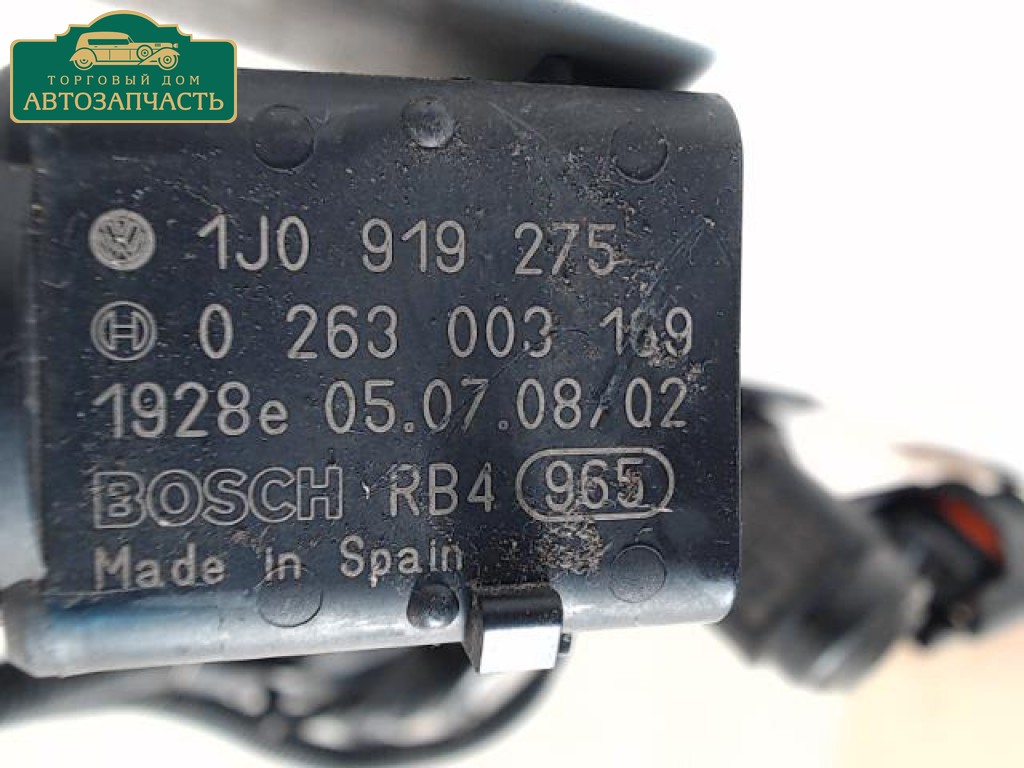 ТОРГОВЫЙ ДОМ
АВТОЗАПЧАСТЬ
1J0 919 275
0 263 003 169
1928e 05.07.08/02
BOSCH RB4 965
Made in Spain